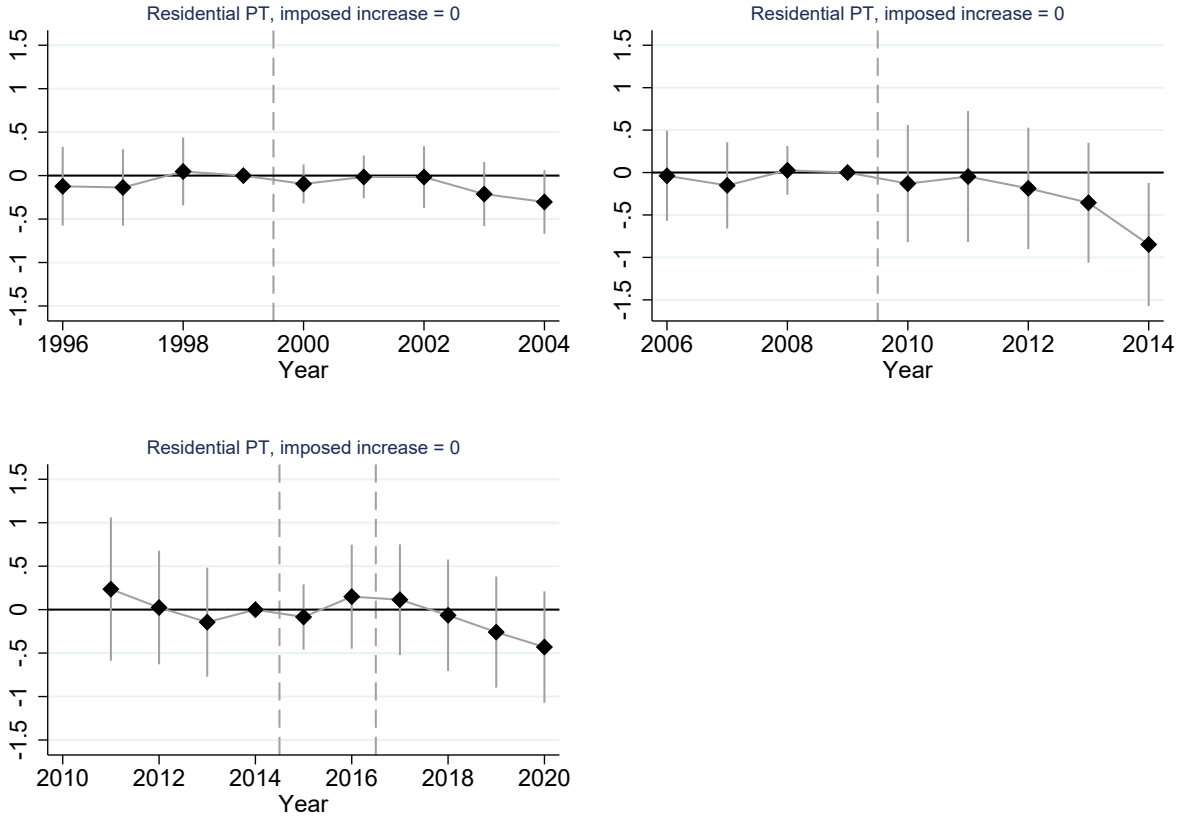 Residential PT, imposed increase = 0
1.5
1
.5
0
-.5
-1
-1.5
1996 1998 2000 2002 2004
Year
Residential PT, imposed increase = 0
1.5
1
.5
0
-.5
-1
-1.5
2006 2008 2010 2012 2014
Year
Residential PT, imposed increase = 0
1.5
1
.5
0
-.5
-1
-1.5
2010 2012 2014 2016 2018 2020
Year